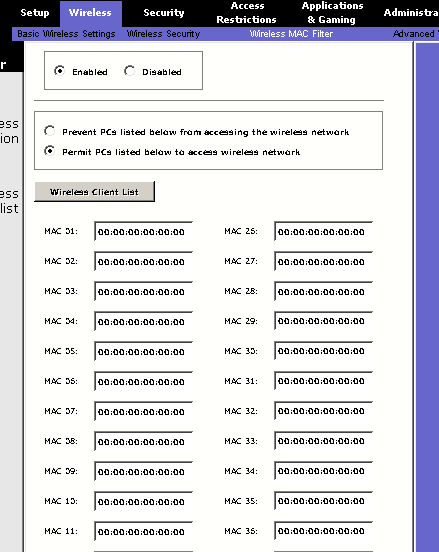 Setup Wireless Security Access Restrictions Applications & Gaming
Basic Wireless Settings Wireless Security Wireless MAC Filter Advanced
Enabled Disabled
Prevent PCs listed below from accessing the wireless network
Permit PCs listed below to access wireless network
Wireless Client List
MAC 01: 00:00:00:00:00:00 MAC 26: 00:00:00:00:00:00
MAC 02: 00:00:00:00:00:00 MAC 27: 00:00:00:00:00:00
MAC 03: 00:00:00:00:00:00 MAC 28: 00:00:00:00:00:00
MAC 04: 00:00:00:00:00:00 MAC 29: 00:00:00:00:00:00
MAC 05: 00:00:00:00:00:00 MAC 30: 00:00:00:00:00:00
MAC 06: 00:00:00:00:00:00 MAC 31: 00:00:00:00:00:00
MAC 07: 00:00:00:00:00:00 MAC 32: 00:00:00:00:00:00
MAC 08: 00:00:00:00:00:00 MAC 33: 00:00:00:00:00:00
MAC 09: 00:00:00:00:00:00 MAC 34: 00:00:00:00:00:00
MAC 10: 00:00:00:00:00:00 MAC 35: 00:00:00:00:00:00
MAC 11: 00:00:00:00:00:00 MAC 36: 00:00:00:00:00:00